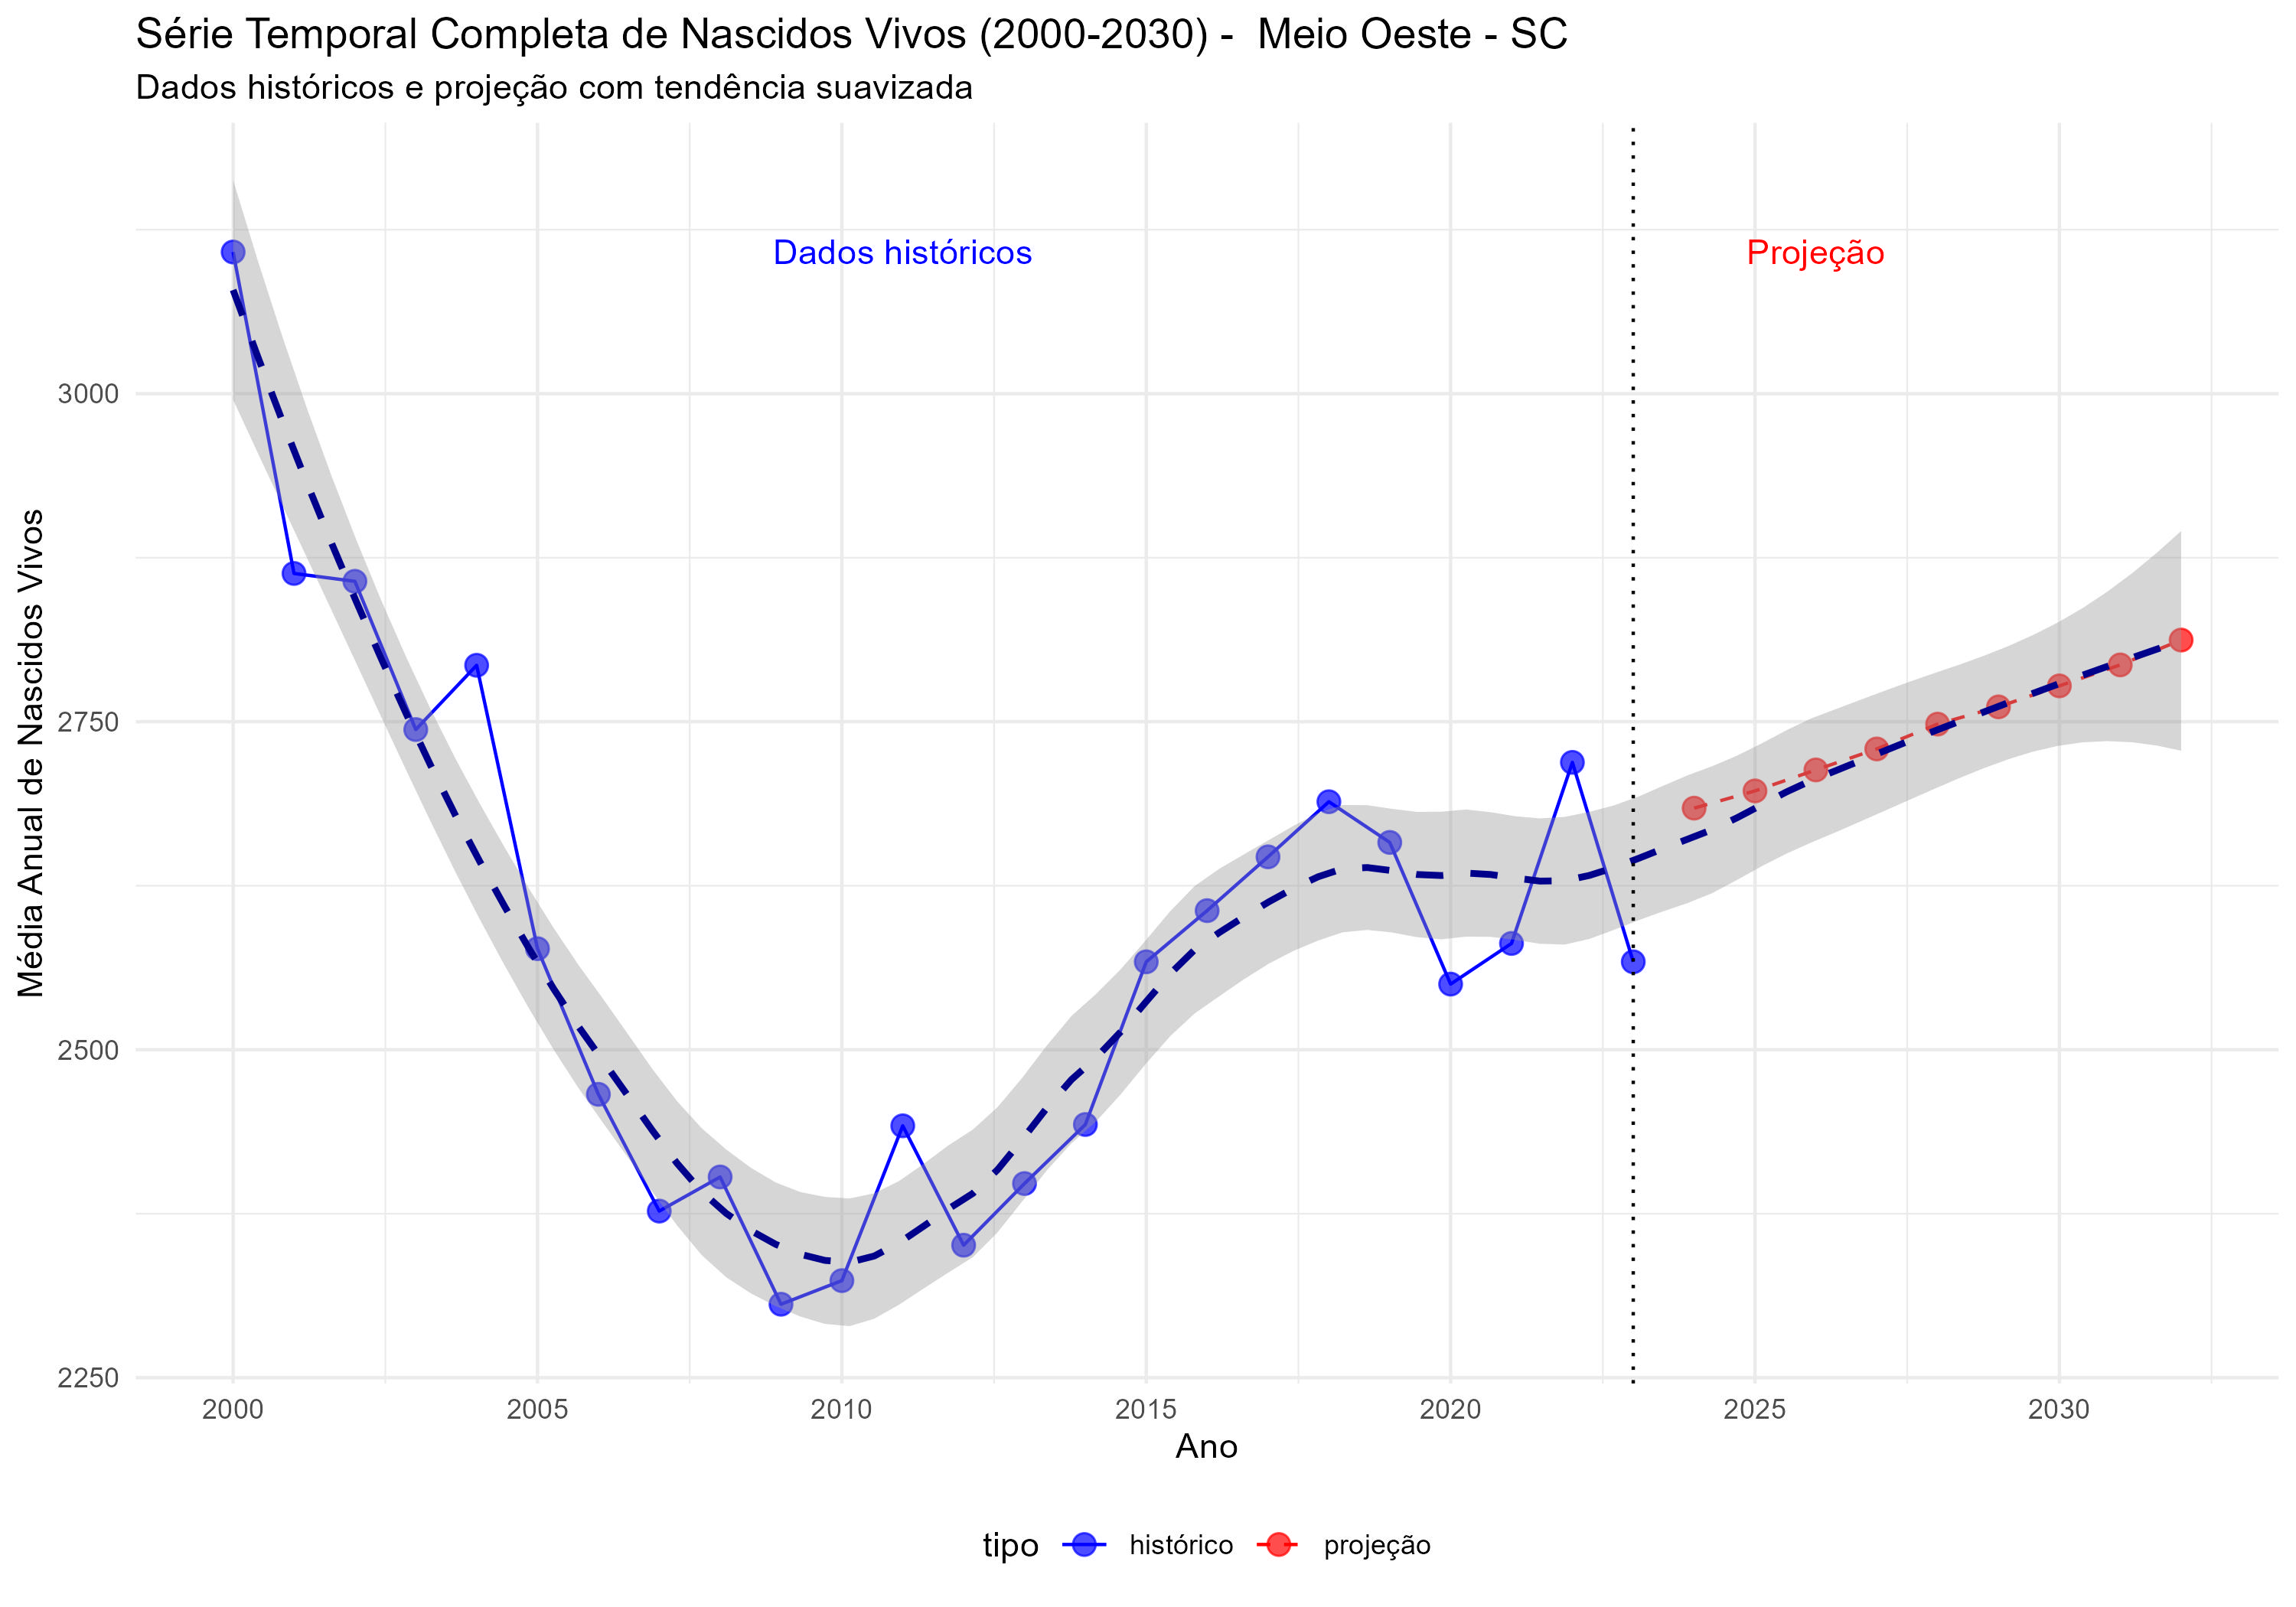 Série Temporal Completa de Nascidos Vivos (2000-2030) -  Meio Oeste - SC
Dados históricos e projeção com tendência suavizada
Dados históricos
Projeção
Média Anual de Nascidos Vivos
3000
2750
2500
2250
2000
2005
2010
2015
2020
2025
2030
Ano
tipo
histórico
projeção